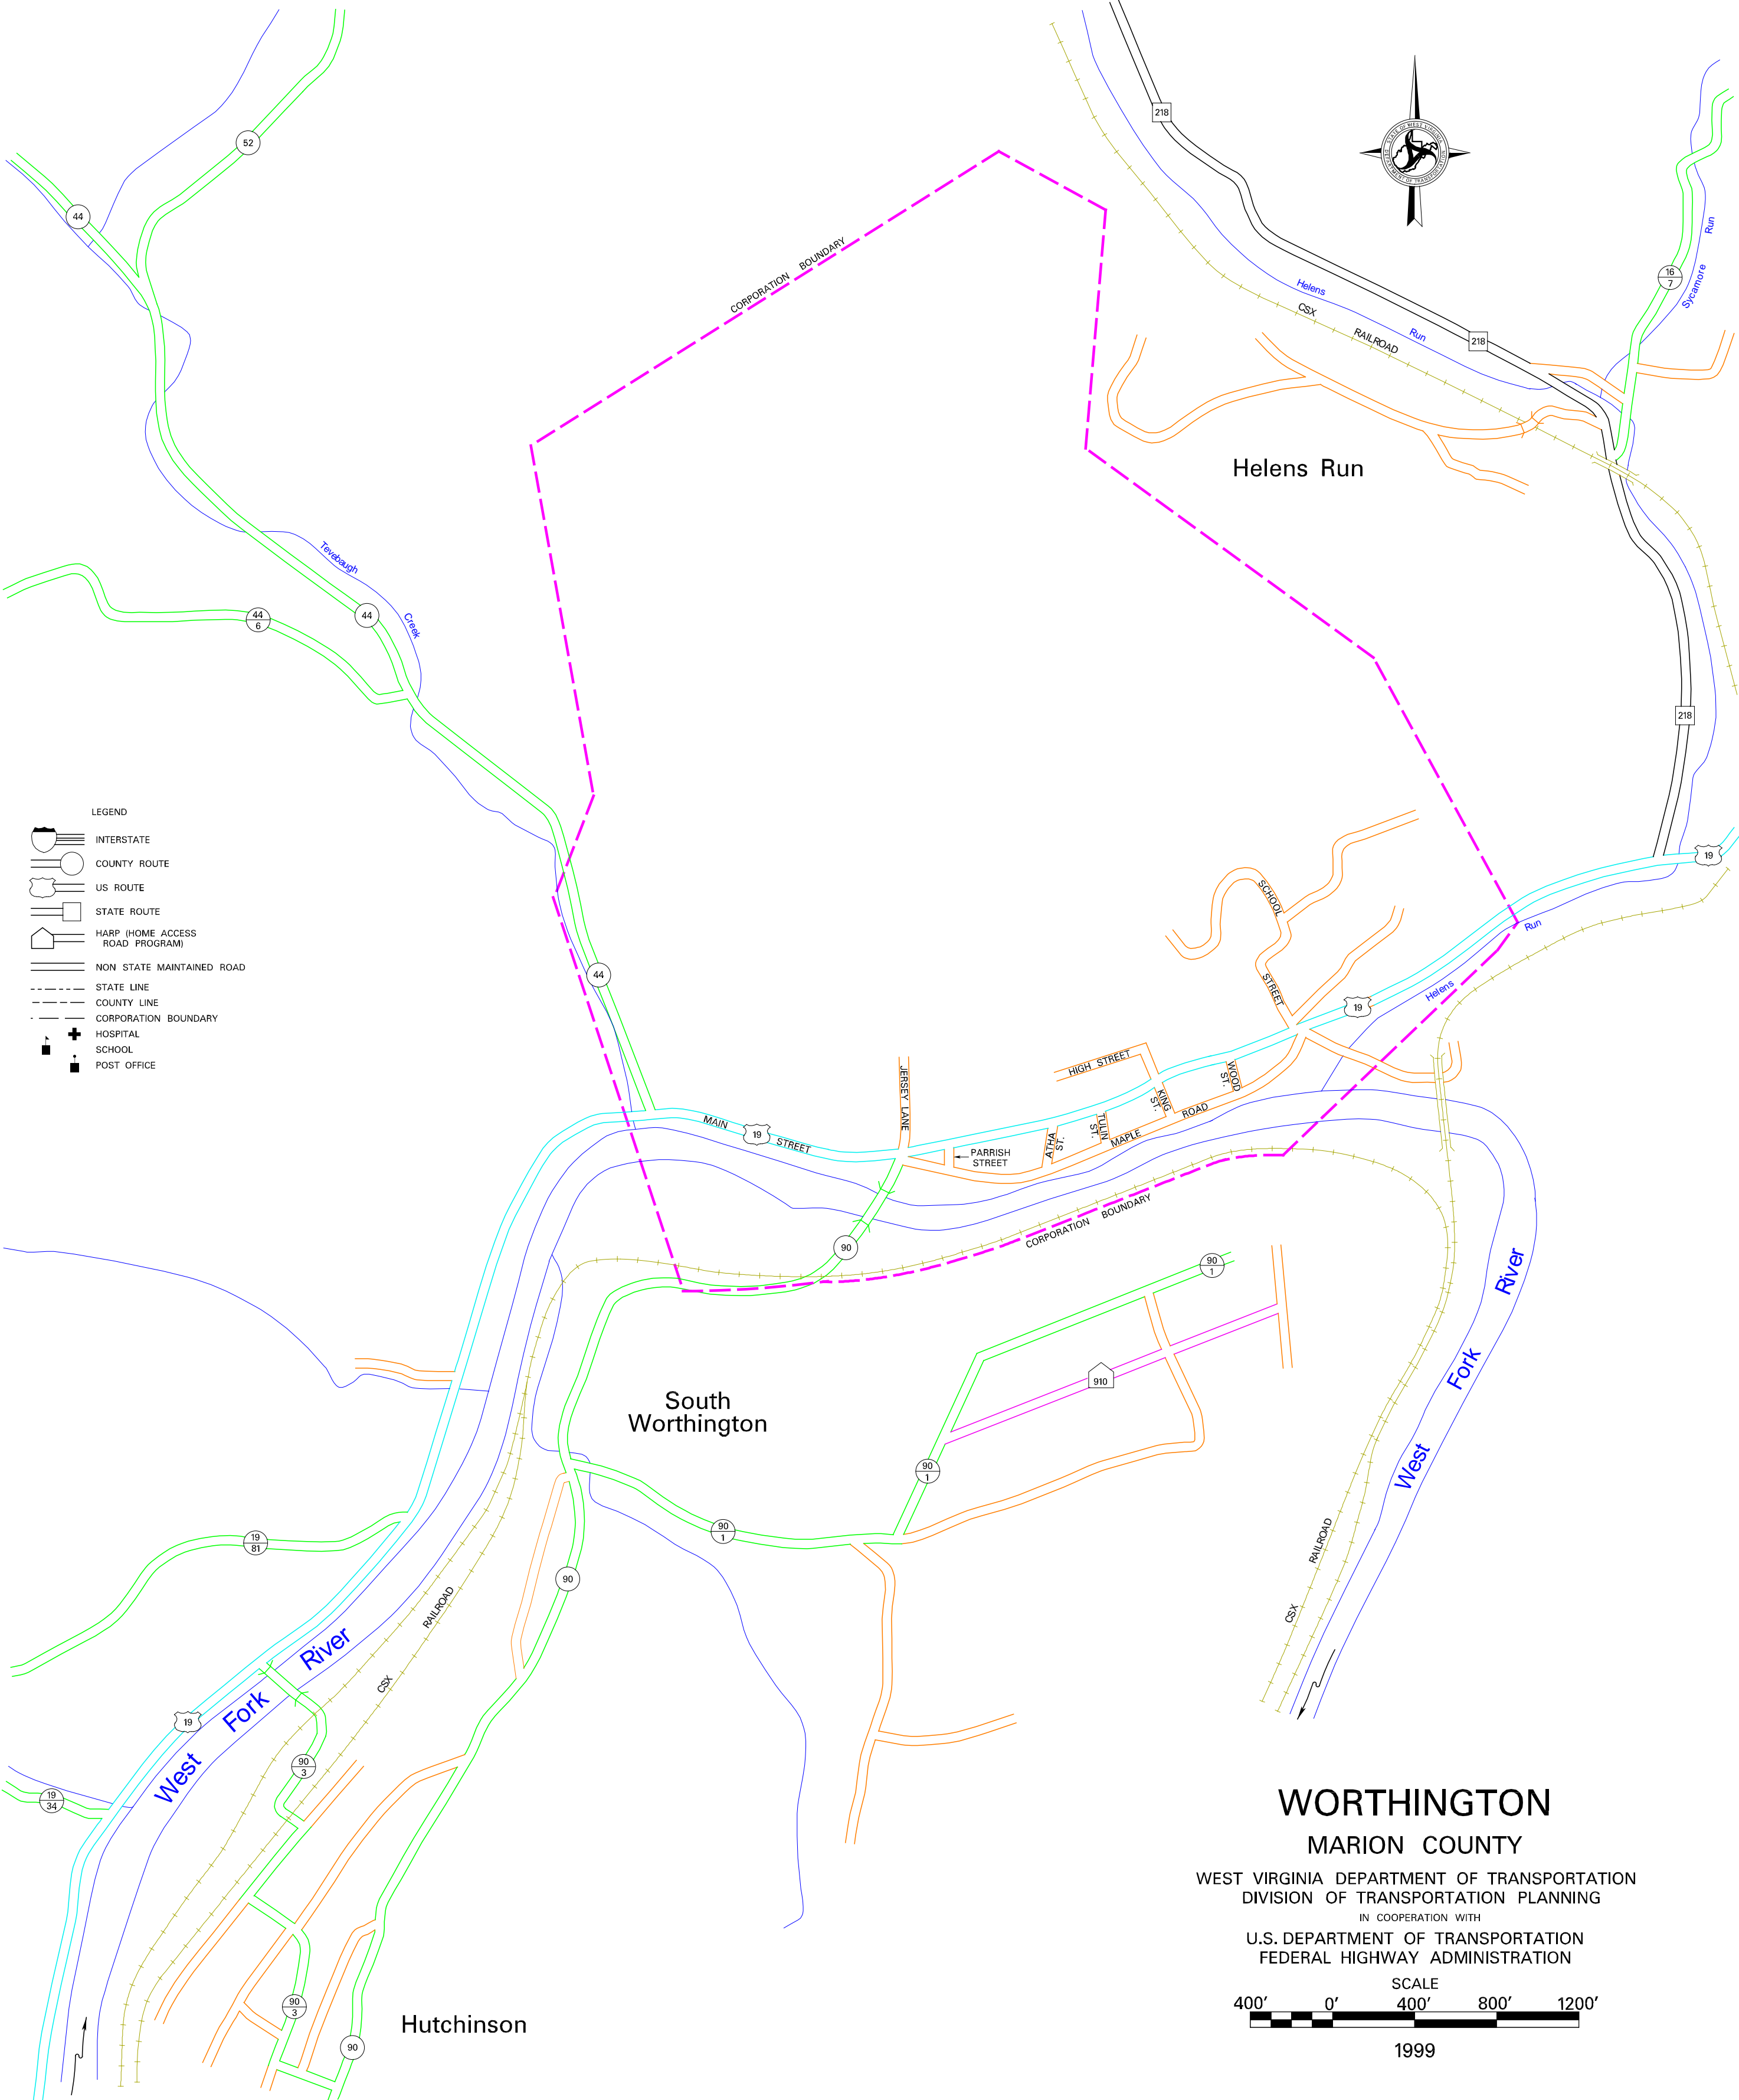 52
44
218
STATE OF WEST VIRGINIA
DEPARTMENT OF TRANSPORTATION
CORPORATION BOUNDARY
16
7
Sycamore Run
Helens Run
CSX RAILROAD
218
Helens Run
Tevebaugh Creek
44
6
44
218
LEGEND
INTERSTATE
COUNTY ROUTE
US ROUTE
STATE ROUTE
HARP (HOME ACCESS
ROAD PROGRAM)
NON STATE MAINTAINED ROAD
STATE LINE
COUNTY LINE
CORPORATION BOUNDARY
HOSPITAL
SCHOOL
POST OFFICE
19
SCHOOL STREET
Helens Run
44
19
HIGH STREET
JERSEY LANE
WOOD
ST.
KING
ST.
MAIN STREET
19
TULIN
ST.
ATHA
ST.
MAPLE ROAD
PARRISH
STREET
CORPORATION BOUNDARY
90
90
1
West Fork River
910
South
Worthington
90
1
90
1
19
81
90
CSX RAILROAD
CSX RAILROAD
West Fork River
19
90
3
19
34
WORTHINGTON
MARION COUNTY
WEST VIRGINIA DEPARTMENT OF TRANSPORTATION
DIVISION OF TRANSPORTATION PLANNING
IN COOPERATION WITH
U.S. DEPARTMENT OF TRANSPORTATION
FEDERAL HIGHWAY ADMINISTRATION
SCALE
400' 0' 400' 800' 1200'
1999
90
3
Hutchinson
90